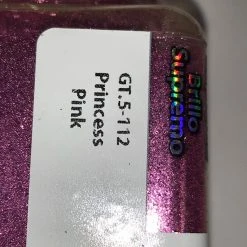 Brillo
Supremo
GT.5-112
Princess
Pink